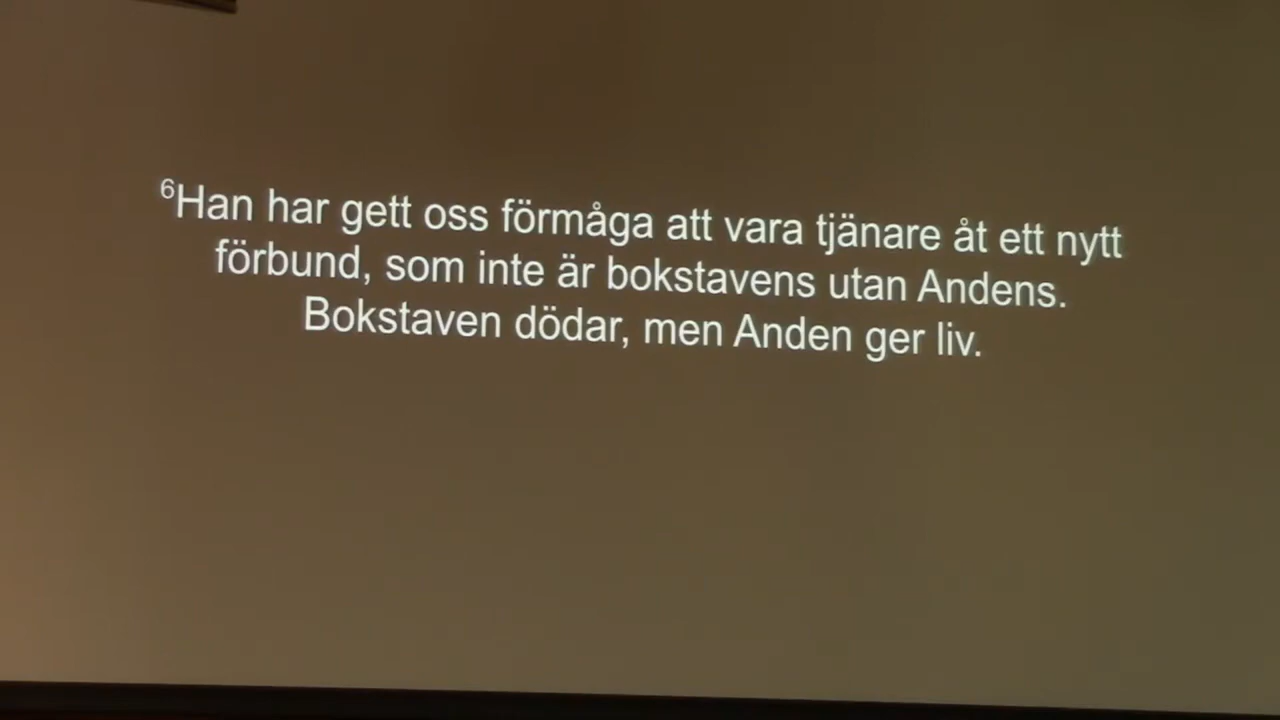 ⁶Han har gett oss förmåga att vara tjänare åt ett nytt
förbund, som inte är bokstavens utan Andens.
Bokstaven dödar, men Anden ger liv.